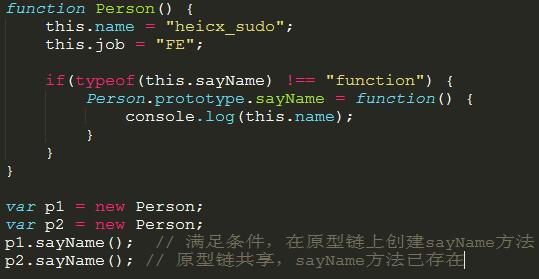 function Person() {
    this.name = "heicx_sudo";
    this.job = "FE";

    if(typeof(this.sayName) !== "function") {
        Person.prototype.sayName = function() {
            console.log(this.name);
        }
    }
}

var p1 = new Person;
var p2 = new Person;
p1.sayName();  // 满足条件，在原型链上创建sayName方法
p2.sayName(); // 原型链共享，sayName方法已存在